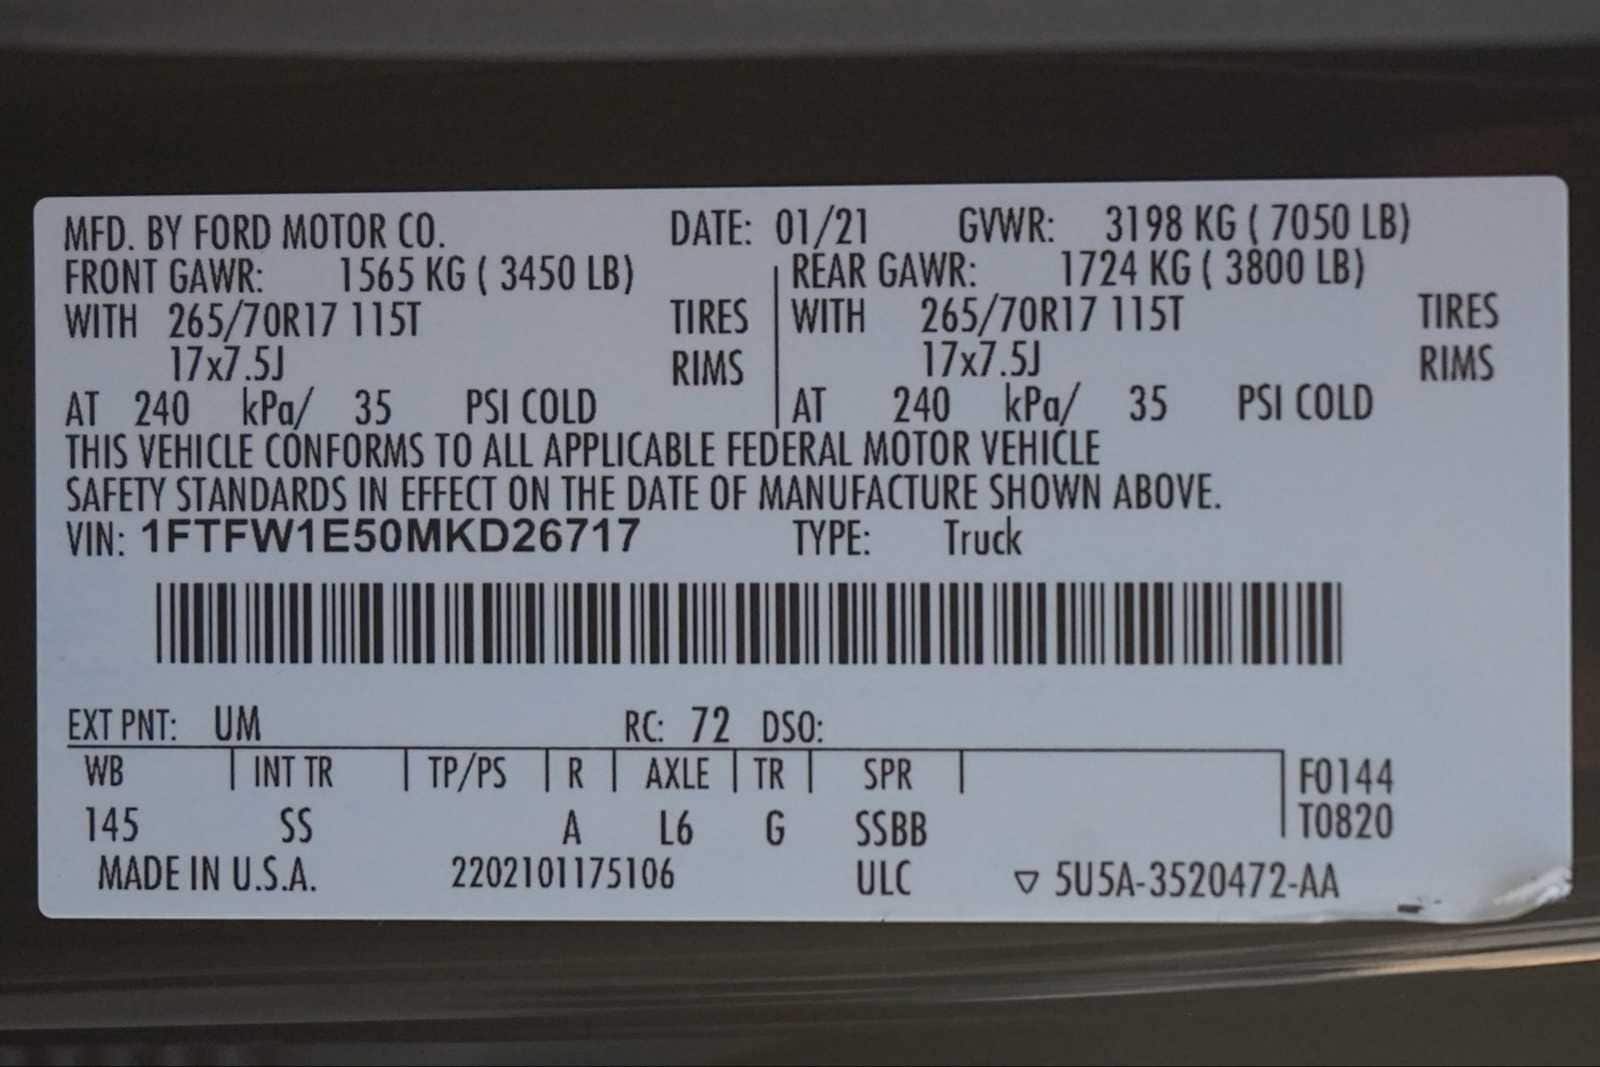 MFD. BY FORD MOTOR CO. DATE: 01/21 GVWR: 3198 KG ( 7050 LB)
FRONT GAWR: 1565 KG ( 3450 LB) REAR GAWR: 1724 KG ( 3800 LB)
WITH 265/70R17 115T TIRES WITH 265/70R17 115T TIRES
17x7.5J RIMS 17x7.5J RIMS
AT 240 kPa/ 35 PSI COLD AT 240 kPa/ 35 PSI COLD
THIS VEHICLE CONFORMS TO ALL APPLICABLE FEDERAL MOTOR VEHICLE
SAFETY STANDARDS IN EFFECT ON THE DATE OF MANUFACTURE SHOWN ABOVE.
VIN: 1FTFW1E50MKD26717 TYPE: Truck
EXT PNT: UM RC: 72 DSO:
WB INT TR TP/PS R AXLE TR SPR F0144
145 SS A L6 G SSBB T0820
MADE IN U.S.A. 2202101175106 ULC ▽ 5U5A-3520472-AA